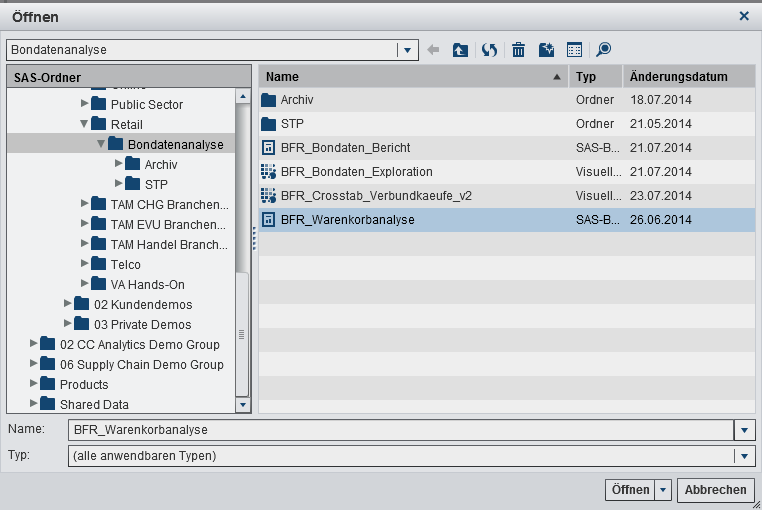 Öffnen
Bondatenanalyse
SAS-Ordner
Public Sector
Retail
Bondatenanalyse
Archiv
STP
TAM CHG Branchen...
TAM EVU Branchen...
TAM Handel Branch...
Telco
VA Hands-On
02 Kundendemos
03 Private Demos
02 CC Analytics Demo Group
06 Supply Chain Demo Group
Products
Shared Data
Name Typ Änderungsdatum
Archiv Ordner 18.07.2014
STP Ordner 21.05.2014
BFR_Bondaten_Bericht SAS-B... 21.07.2014
BFR_Bondaten_Exploration Visuell... 21.07.2014
BFR_Crosstab_Verbundkaeufe_v2 Visuell... 23.07.2014
BFR_Warenkorbanalyse SAS-B... 26.06.2014
Name: BFR_Warenkorbanalyse
Typ: (alle anwendbaren Typen)
Öffnen Abbrechen